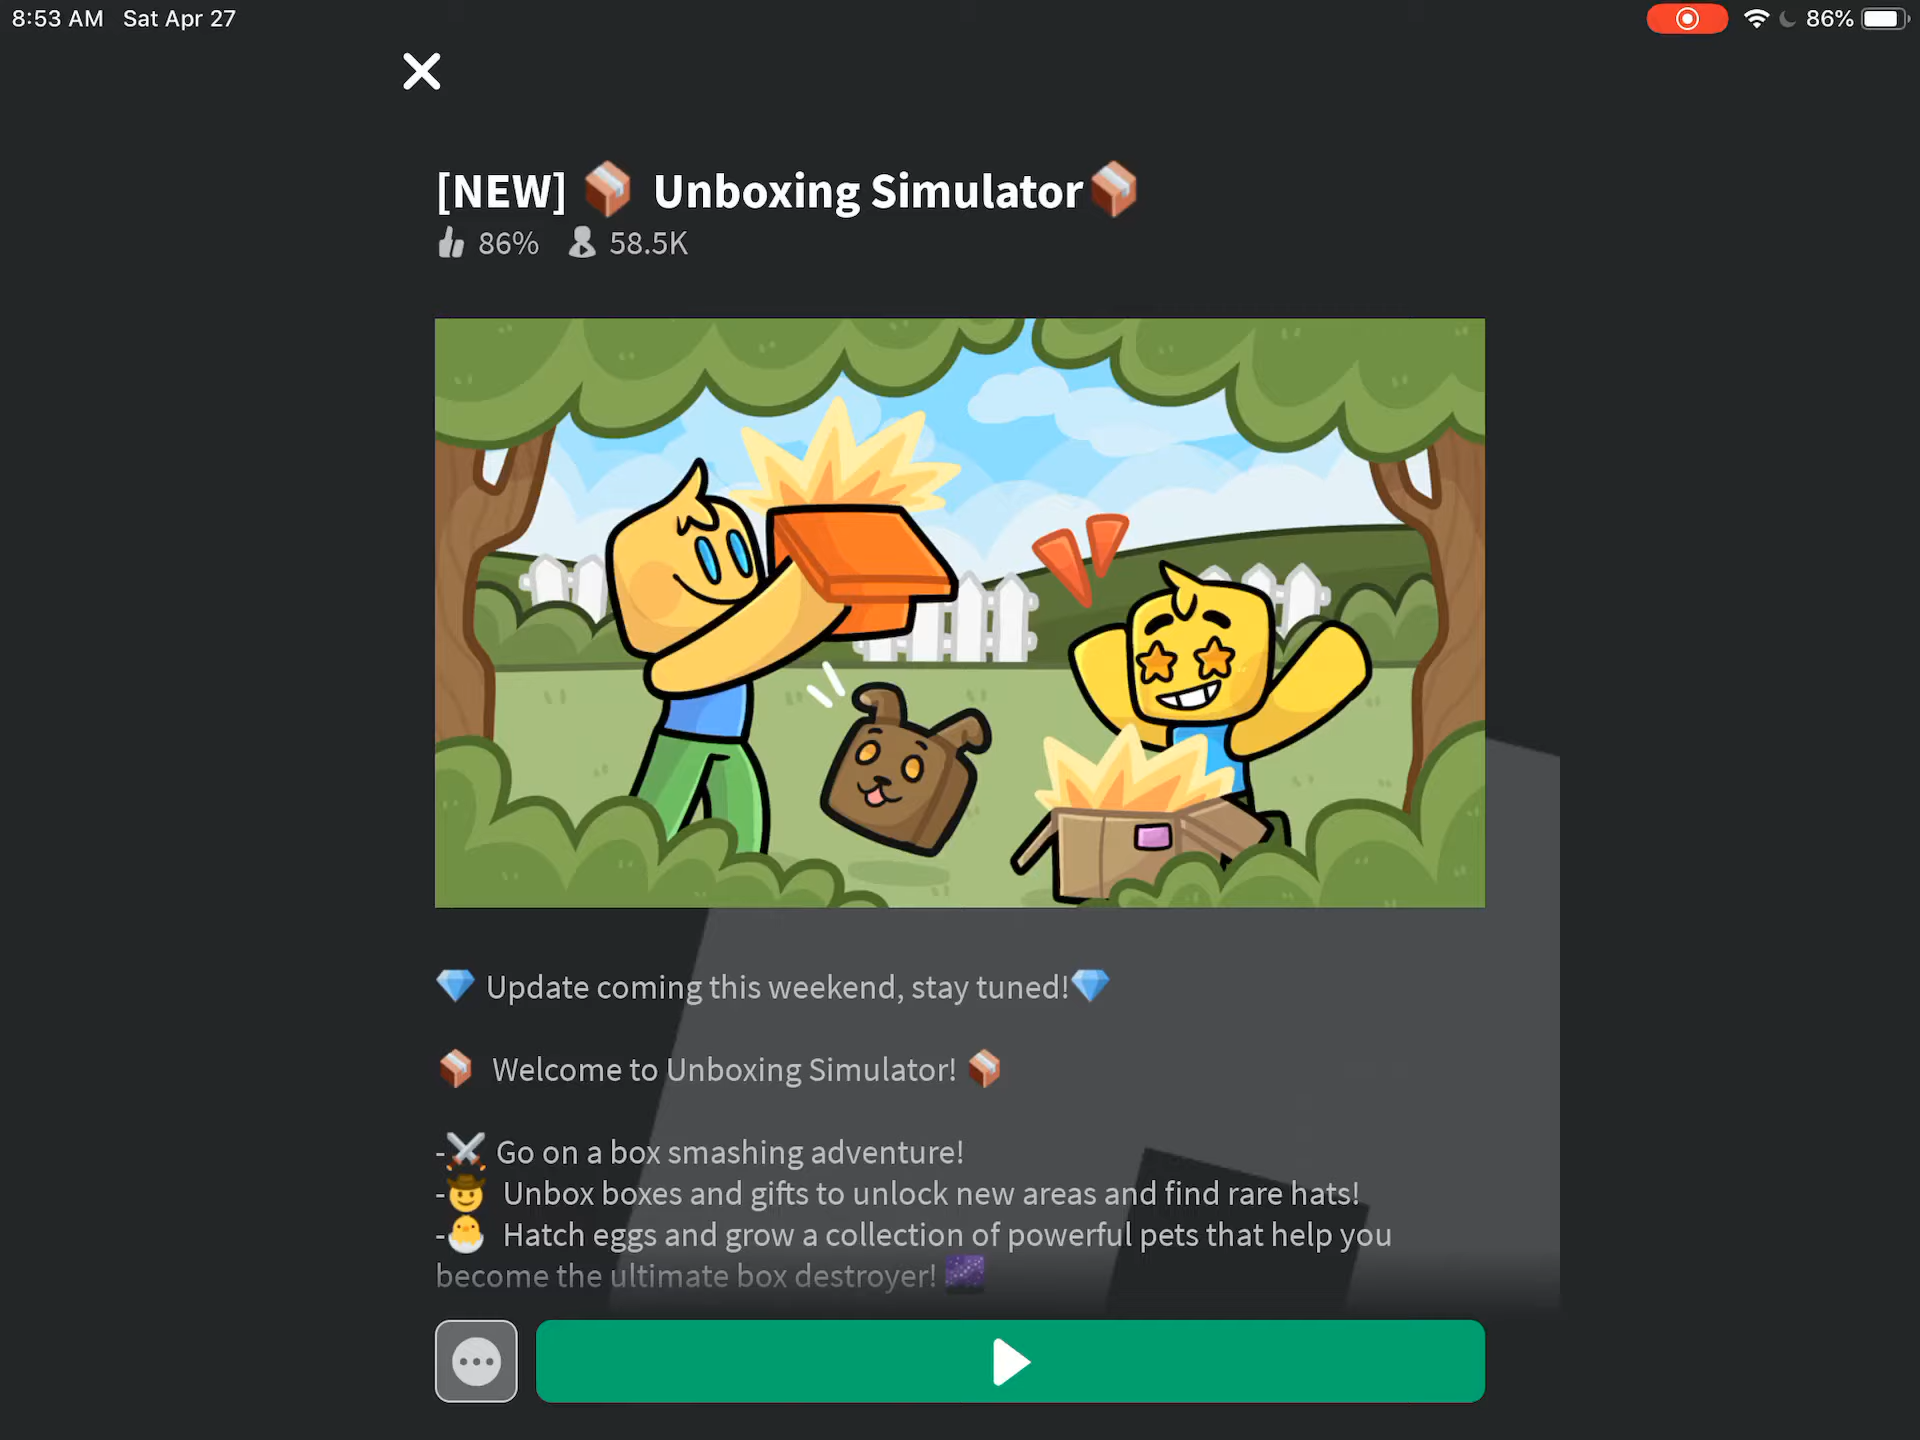 8:53 AM Sat Apr 27
86%
[NEW] 📦 Unboxing Simulator📦
86% 58.5K
💎 Update coming this weekend, stay tuned!💎
📦 Welcome to Unboxing Simulator! 📦
-⚔️ Go on a box smashing adventure!
-🤠 Unbox boxes and gifts to unlock new areas and find rare hats!
-🐣 Hatch eggs and grow a collection of powerful pets that help you
become the ultimate box destroyer! 🌌